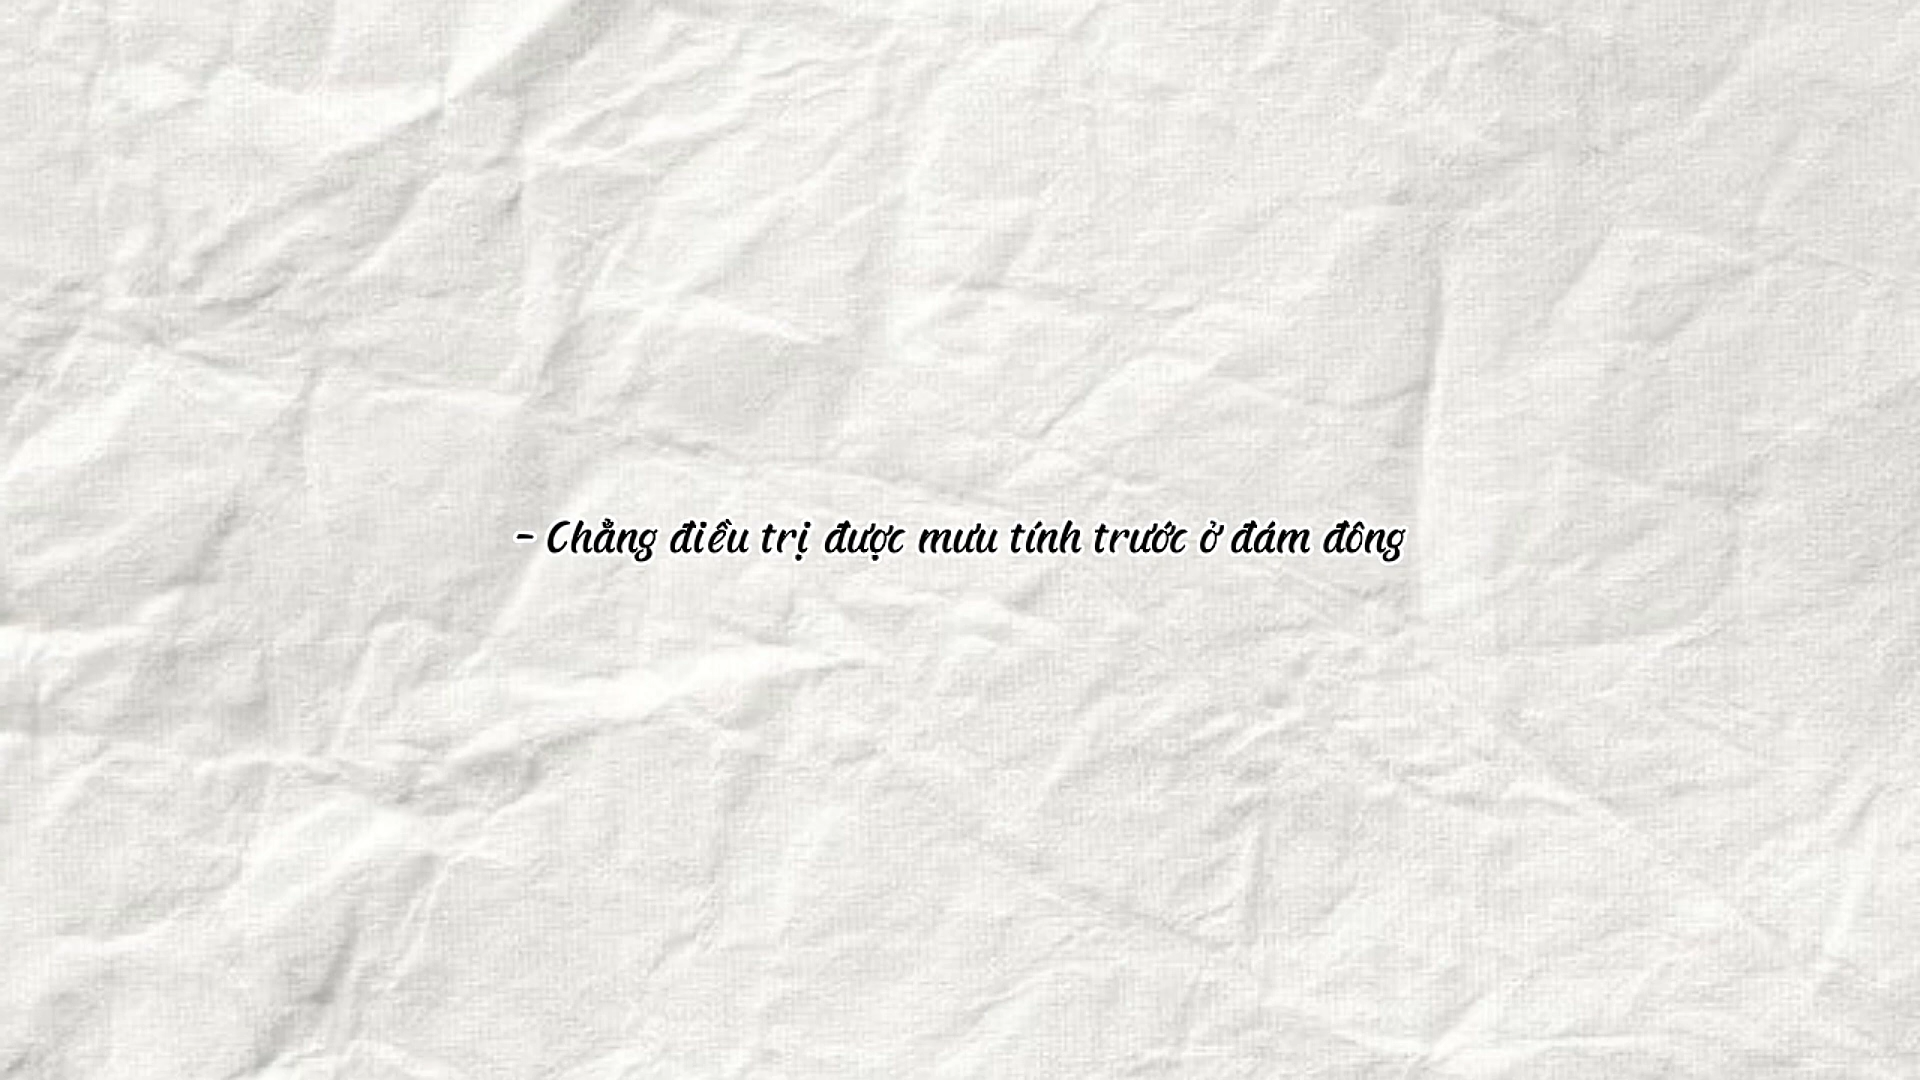 - Chẳng điều trị được mưu tính trước ở đám đông